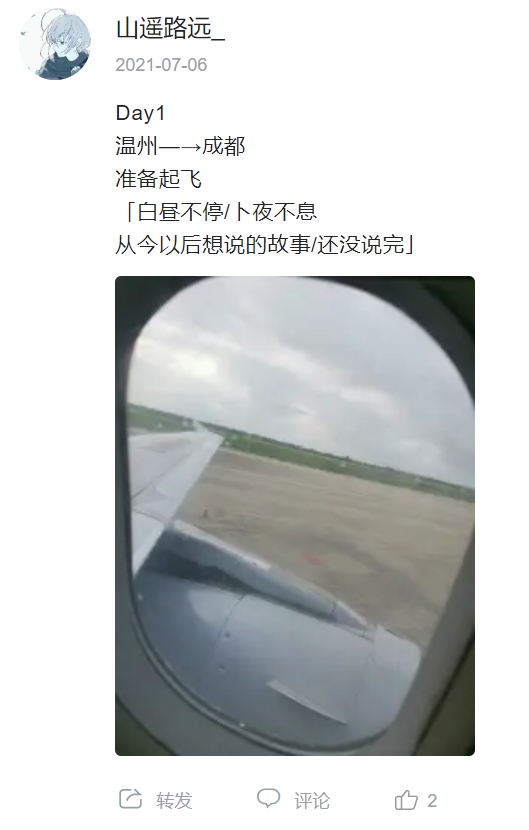 山遥路远_
2021-07-06
Day1
温州—→成都
准备起飞
「白昼不停/卜夜不息
从今以后想说的故事/还没说完」
转发
评论
2